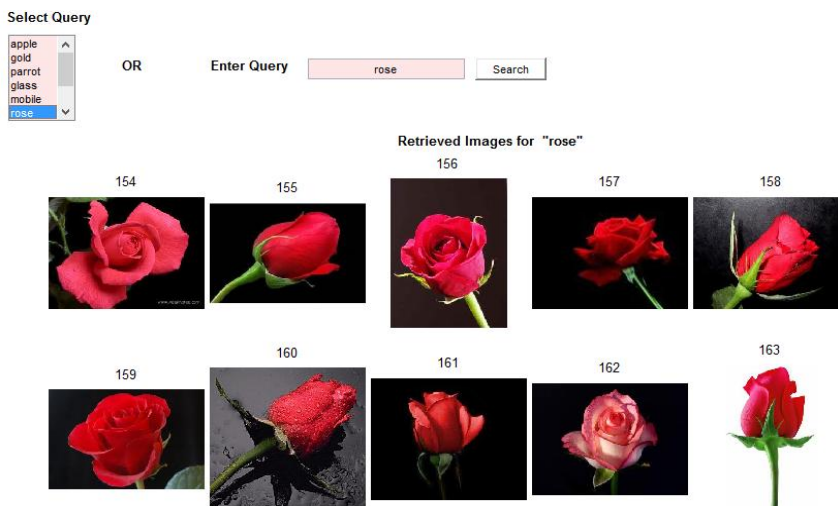 Select Query
apple
gold
parrot
glass
mobile
rose
OR
Enter Query
rose
Search
Retrieved Images for "rose"
154
155
156
157
158
159
160
161
162
163